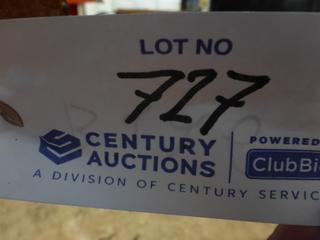 LOT NO
727
CENTURY
AUCTIONS
POWERED
ClubBi
A DIVISION OF CENTURY SERVIC